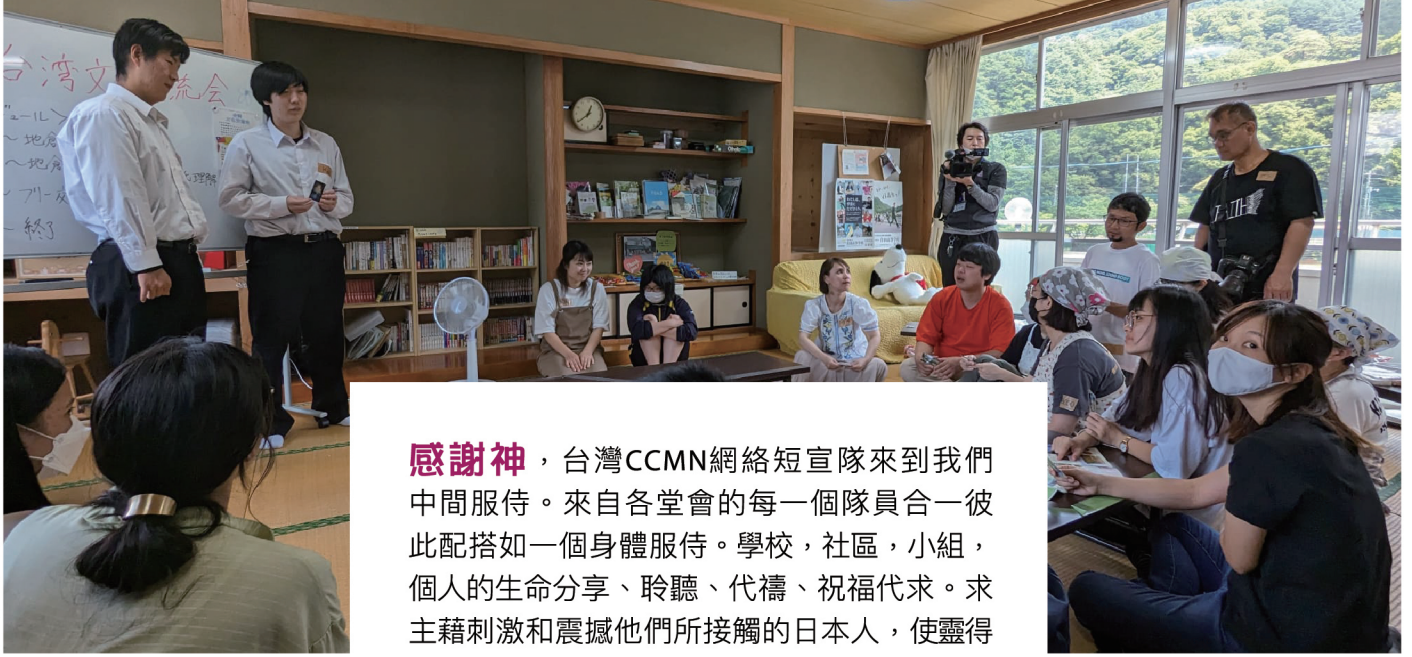 台湾文
流会
終了
FAITH
感謝神，台灣CCMN網絡短宣隊來到我們
中間服侍。來自各堂會的每一個隊員合一彼
此配搭如一個身體服侍。學校，社區，小組，
個人的生命分享、聆聽、代禱、祝福代求。求
主藉刺激和震撼他們所接觸的日本人，使靈得